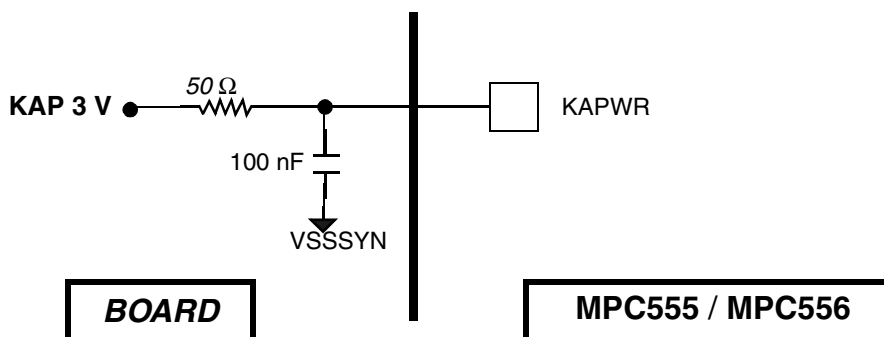 50 Ω
KAP 3 V
KAPWR
100 nF
VSSSYN
BOARD
MPC555 / MPC556